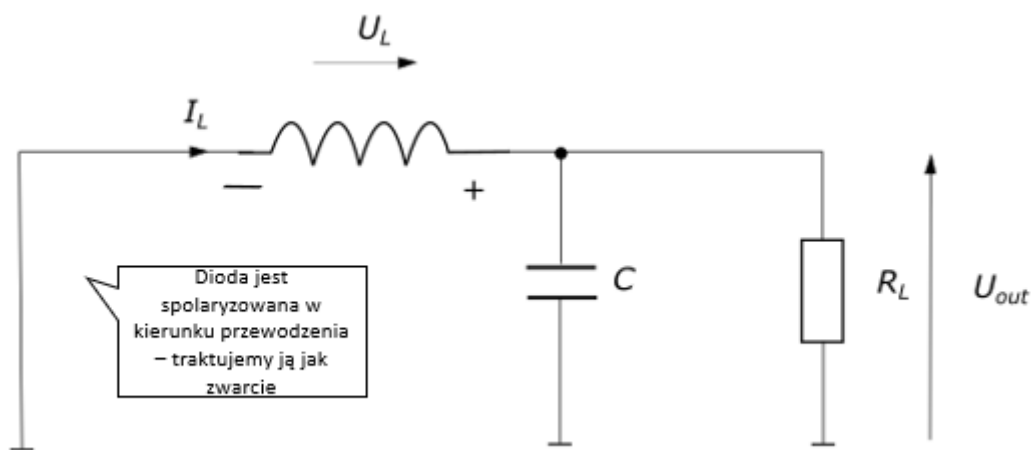 U_L
I_L
— +
Dioda jest
spolaryzowana w
kierunku przewodzenia
– traktujemy ją jak
zwarcie
C
R_L
U_out